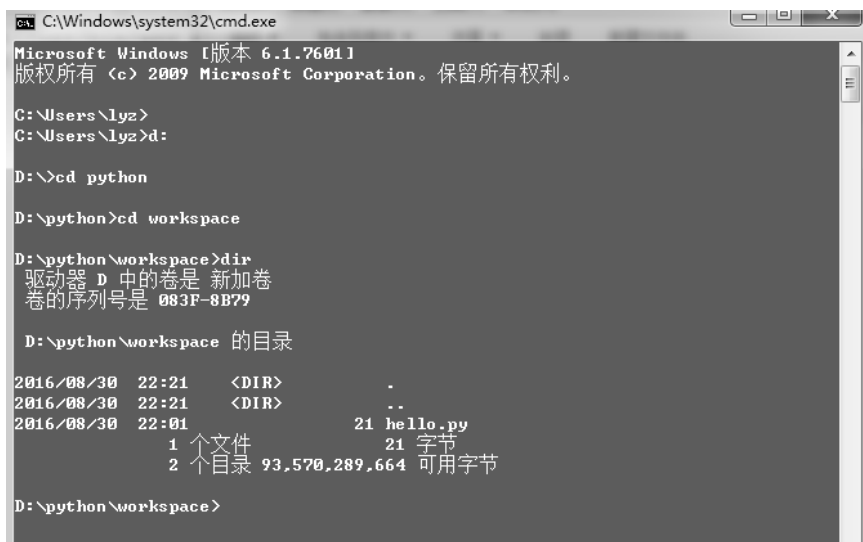 C:\Windows\system32\cmd.exe
Microsoft Windows [版本 6.1.7601]
版权所有 (c) 2009 Microsoft Corporation。保留所有权利。
C:\Users\lyz>
C:\Users\lyz>d:
D:\>cd python
D:\python>cd workspace
D:\python\workspace>dir
驱动器 D 中的卷是 新加卷
卷的序列号是 083F-8B79
D:\python\workspace 的目录
2016/08/30 22:21 <DIR> .
2016/08/30 22:21 <DIR> ..
2016/08/30 22:01 21 hello.py
1 个文件 21 字节
2 个目录 93,570,289,664 可用字节
D:\python\workspace>